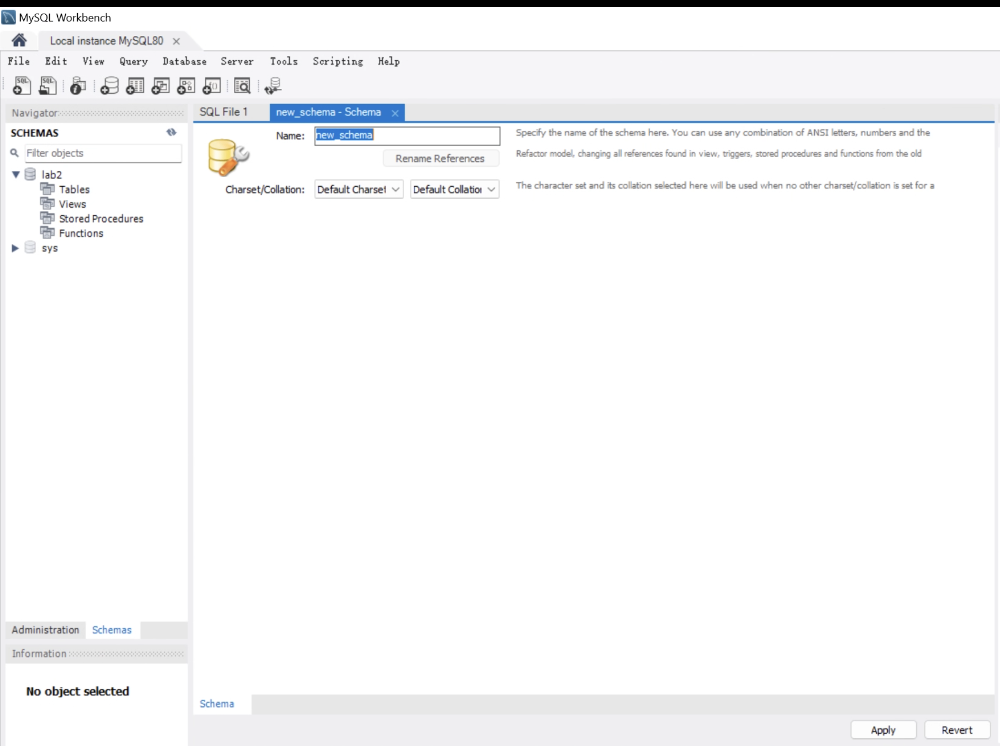 MySQL Workbench
Local instance MySQL80
File Edit View Query Database Server Tools Scripting Help
SQL SQL
Navigator
SCHEMAS
Filter objects
lab2
Tables
Views
Stored Procedures
Functions
sys
Administration Schemas
Information
No object selected
SQL File 1 new_schema - Schema
Name: new_schema Specify the name of the schema here. You can use any combination of ANSI letters, numbers and the
Rename References Refactor model, changing all references found in view, triggers, stored procedures and functions from the old
Charset/Collation: Default Charset Default Collation The character set and its collation selected here will be used when no other charset/collation is set for a
Schema
Apply Revert